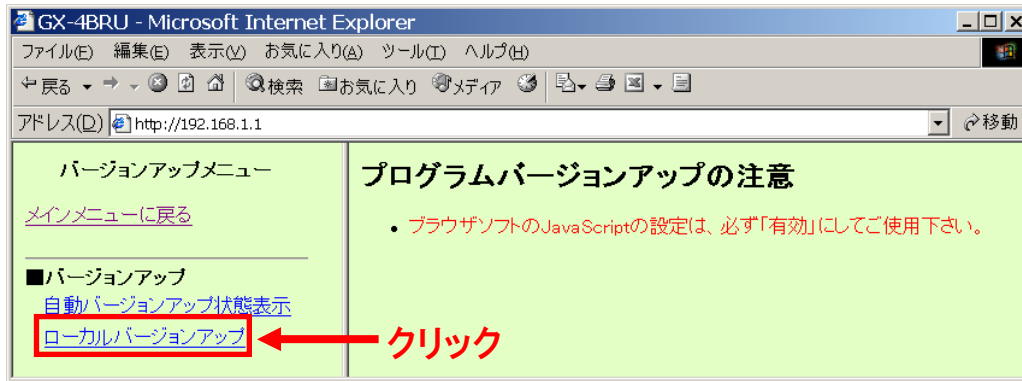 GX-4BRU - Microsoft Internet Explorer
ファイル(F) 編集(E) 表示(V) お気に入り(A) ツール(T) ヘルプ(H)
戻る 検索 お気に入り メディア
アドレス(D) http://192.168.1.1 移動
バージョンアップメニュー
メインメニューに戻る
■バージョンアップ
自動バージョンアップ状態表示
ローカルバージョンアップ
プログラムバージョンアップの注意
• ブラウザソフトのJavaScriptの設定は、必ず「有効」にしてご使用下さい。
クリック